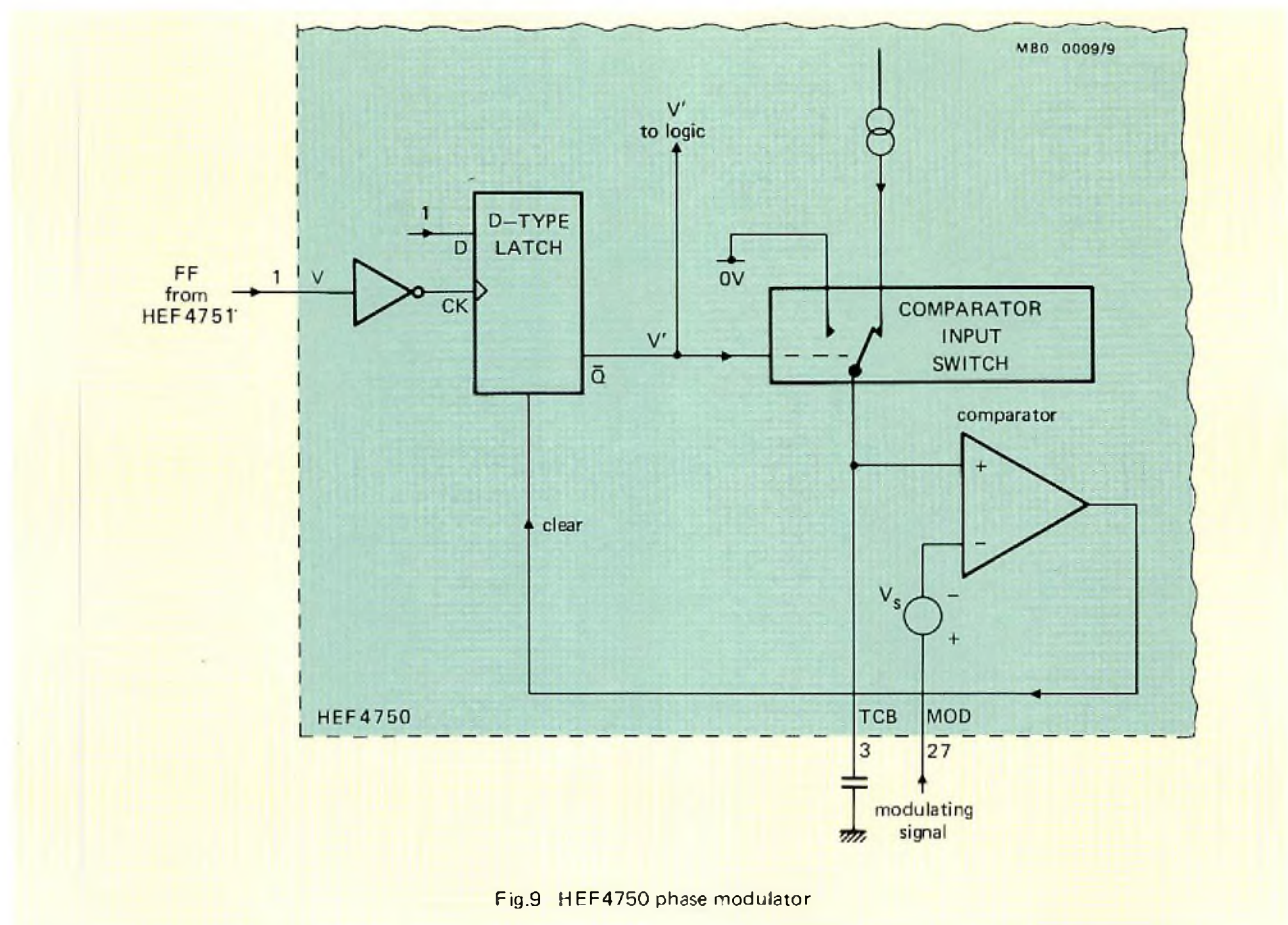 M80 0009/9
V'
to logic
1
D-TYPE
LATCH
D
0V
FF
from
HEF4751
1
V
CK
COMPARATOR
INPUT
SWITCH
V'
Q̄
comparator
+
−
clear
Vs
−
+
HEF4750
TCB
MOD
3
27
modulating
signal
Fig.9 HEF4750 phase modulator